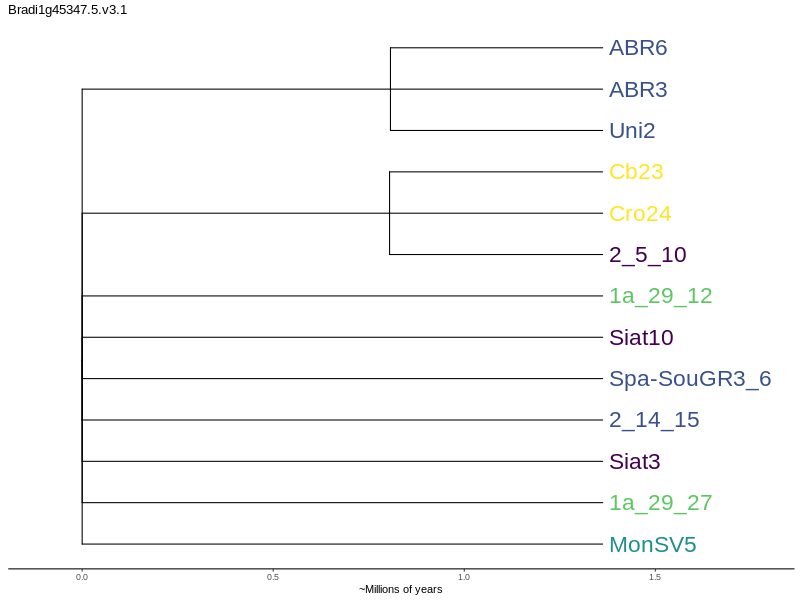 Bradi1g45347.5.v3.1
ABR6
ABR3
Uni2
Cb23
Cro24
2_5_10
1a_29_12
Siat10
Spa-SouGR3_6
2_14_15
Siat3
1a_29_27
MonSV5
0.0 0.5 1.0 1.5
~Millions of years